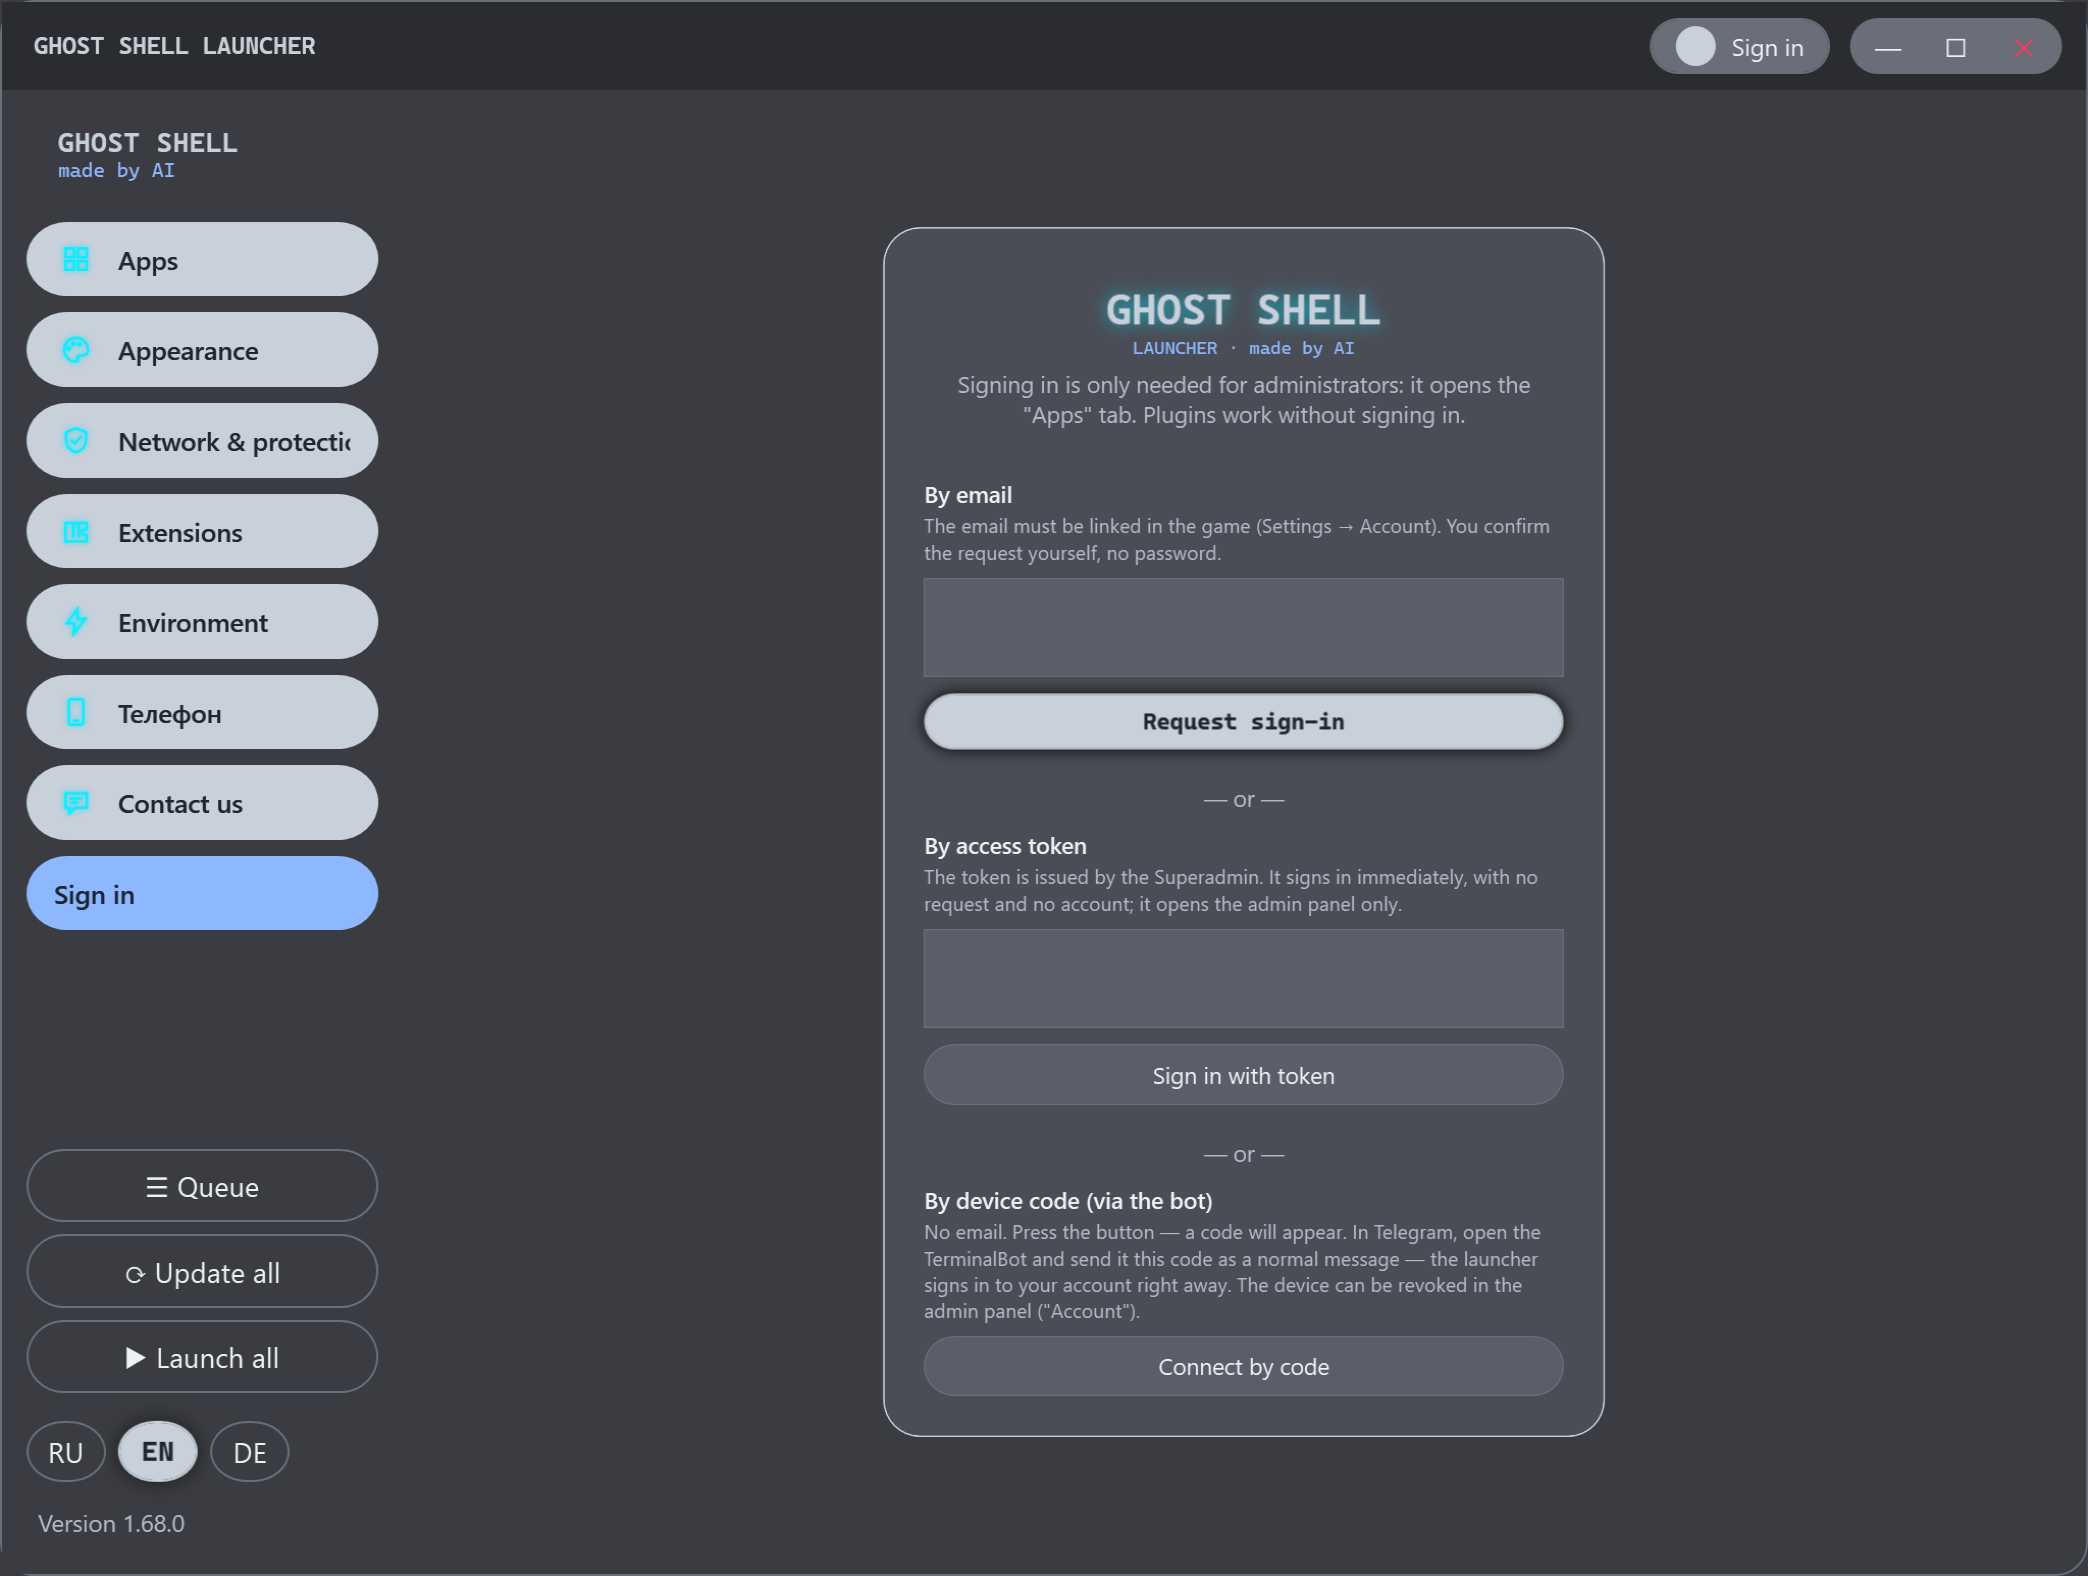 GHOST SHELL LAUNCHER
Sign in
GHOST SHELL
made by AI
Apps
Appearance
Network & protectic
Extensions
Environment
Телефон
Contact us
Sign in
☰ Queue
⟳ Update all
▶ Launch all
RU EN DE
Version 1.68.0
GHOST SHELL
LAUNCHER · made by AI
Signing in is only needed for administrators: it opens the
"Apps" tab. Plugins work without signing in.
By email
The email must be linked in the game (Settings → Account). You confirm
the request yourself, no password.
Request sign-in
— or —
By access token
The token is issued by the Superadmin. It signs in immediately, with no
request and no account; it opens the admin panel only.
Sign in with token
— or —
By device code (via the bot)
No email. Press the button — a code will appear. In Telegram, open the
TerminalBot and send it this code as a normal message — the launcher
signs in to your account right away. The device can be revoked in the
admin panel ("Account").
Connect by code